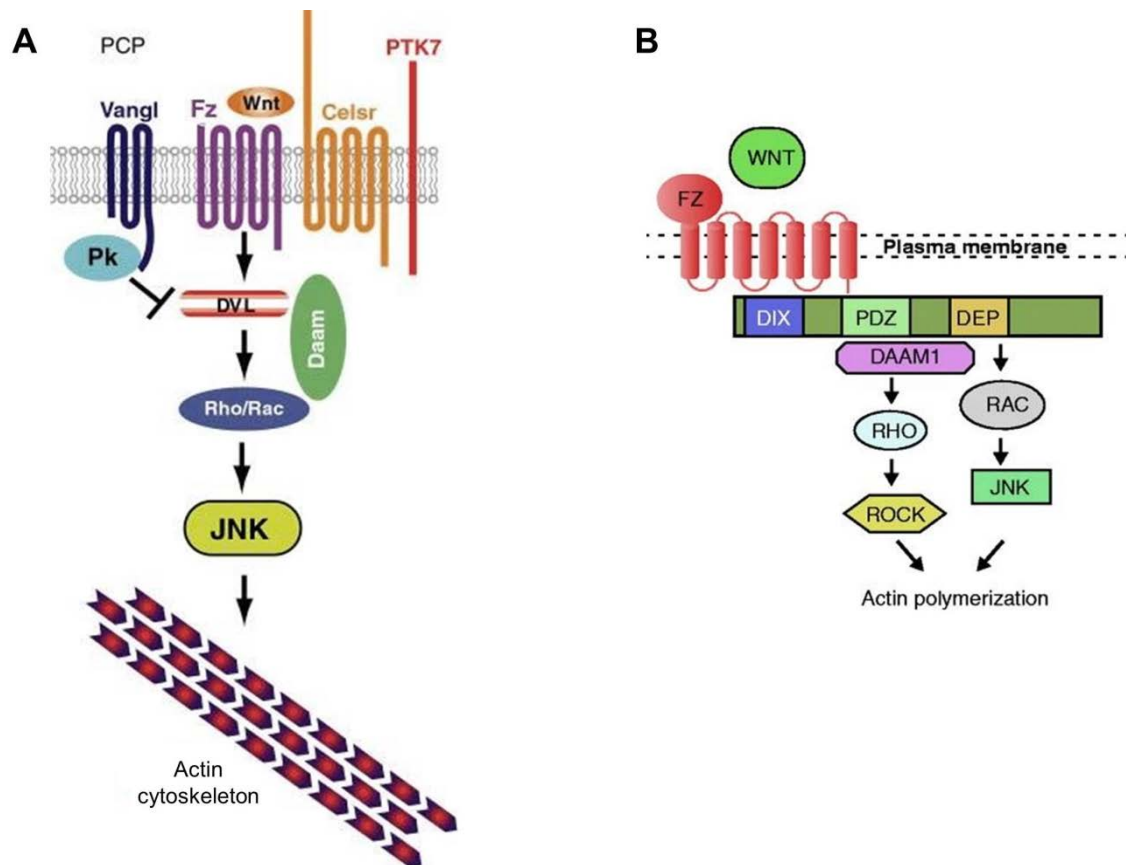 A
PCP
PTK7
Vangl
Fz
Wnt
Celsr
Pk
DVL
Daam
Rho/Rac
JNK
Actin
cytoskeleton
B
WNT
FZ
Plasma membrane
DIX
PDZ
DEP
DAAM1
RHO
RAC
ROCK
JNK
Actin polymerization